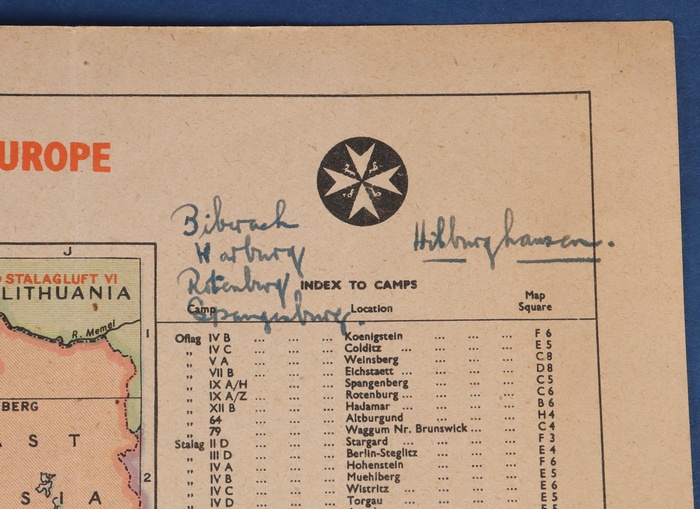 UROPE
Biberach
Warburg
Rotenburg
Spangenburg.
Hilburghausen.
J
STALAGLUFT VI
LITHUANIA
R. Memel
1
BERG
A S T
2
S I A
INDEX TO CAMPS
Camp Location Map Square
Oflag IV B ... ... ... Koenigstein ... ... ... F 6
„ IV C ... ... ... Colditz ... ... ... E 5
„ V A ... ... ... Weinsberg ... ... ... C 8
„ VII B ... ... ... Eichstaett ... ... ... D 8
„ IX A/H ... ... ... Spangenberg ... ... ... C 5
„ IX A/Z ... ... ... Rotenburg ... ... ... C 6
„ XII B ... ... ... Hadamar ... ... ... B 6
„ 64 ... ... ... Altburgund ... ... ... H 4
„ 79 ... ... ... Waggum Nr. Brunswick ... ... C 4
Stalag II D ... ... ... Stargard ... ... ... F 3
„ III D ... ... ... Berlin-Steglitz ... ... ... E 4
„ IV A ... ... ... Hohenstein ... ... ... F 6
„ IV B ... ... ... Muehlberg ... ... ... E 5
„ IV C ... ... ... Wistritz ... ... ... E 6
„ IV D ... ... ... Torgau ... ... ... E 5